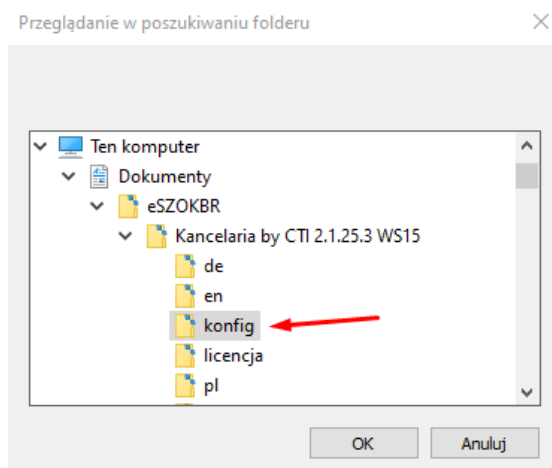 Przeglądanie w poszukiwaniu folderu
Ten komputer
Dokumenty
eSZOKBR
Kancelaria by CTI 2.1.25.3 WS15
de
en
konfig
licencja
pl
OK
Anuluj